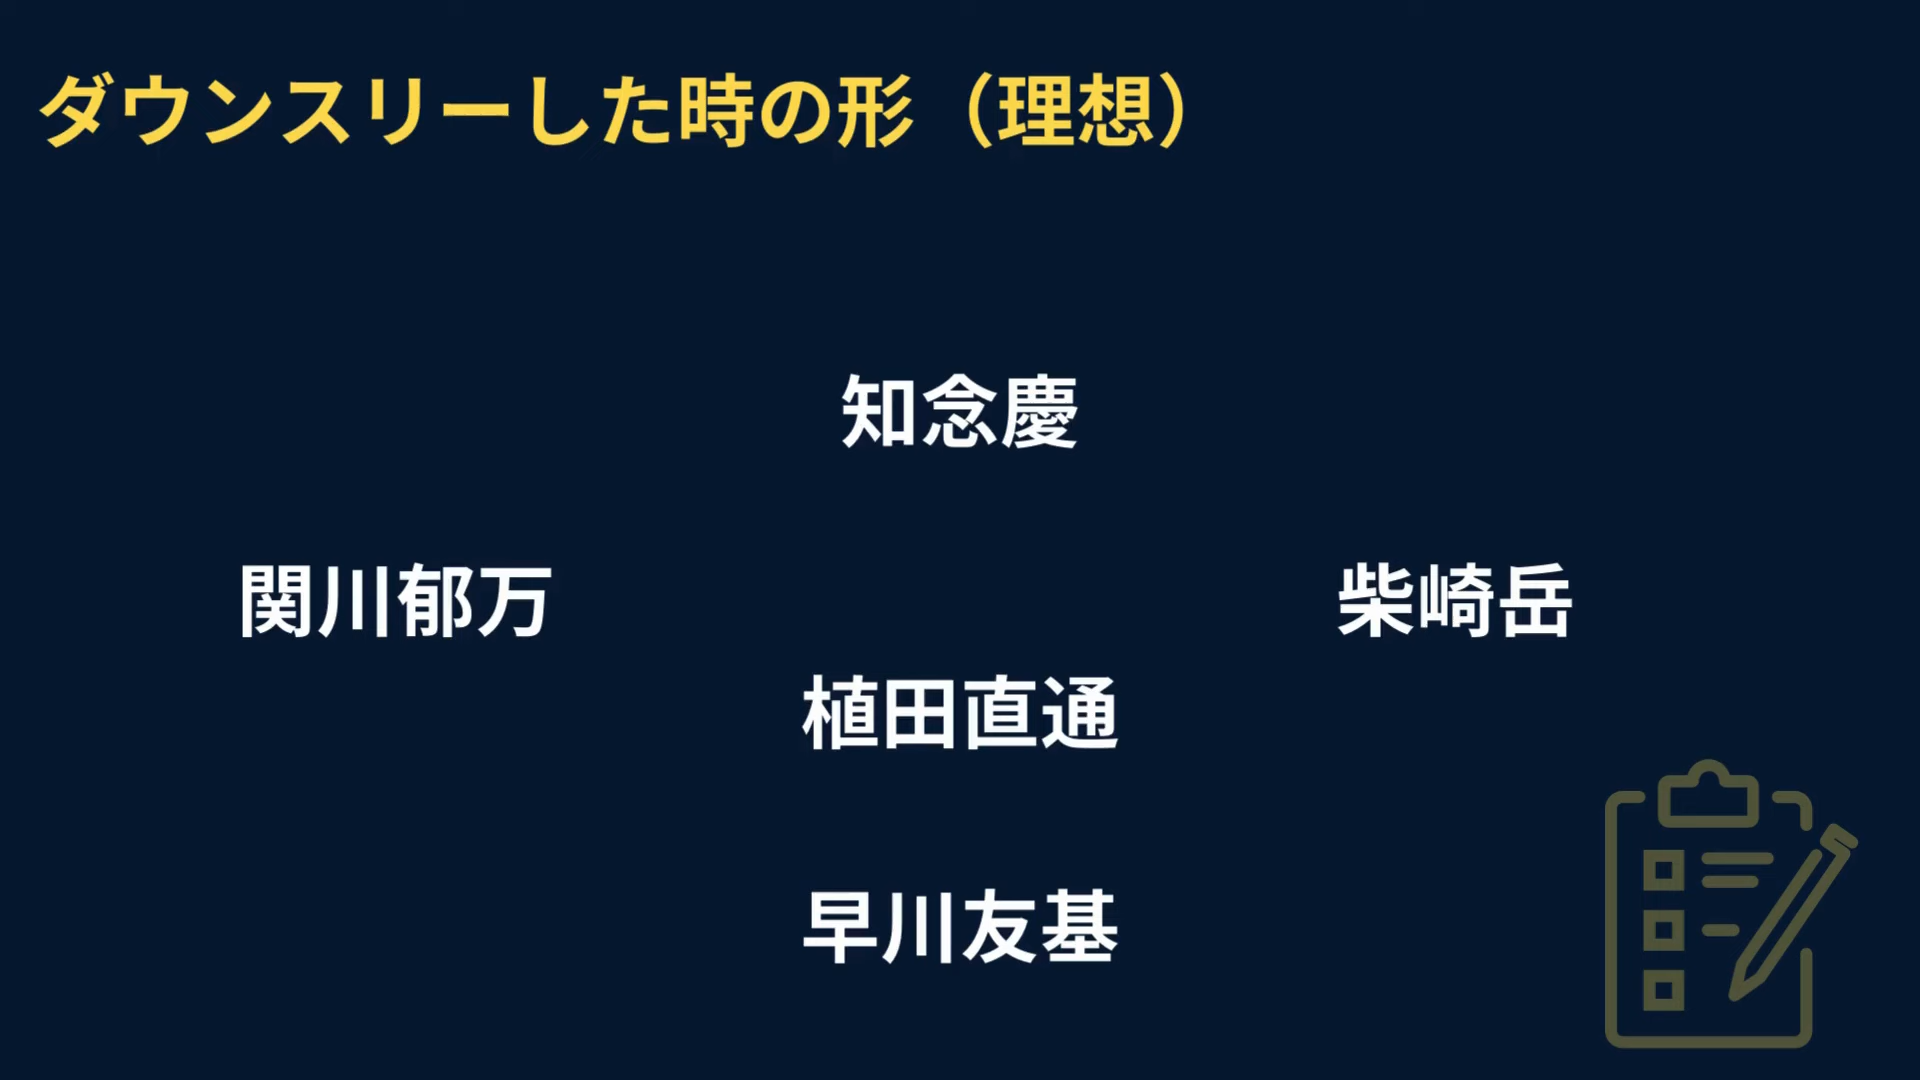 ダウンスリーした時の形（理想）
知念慶
関川郁万
柴崎岳
植田直通
早川友基